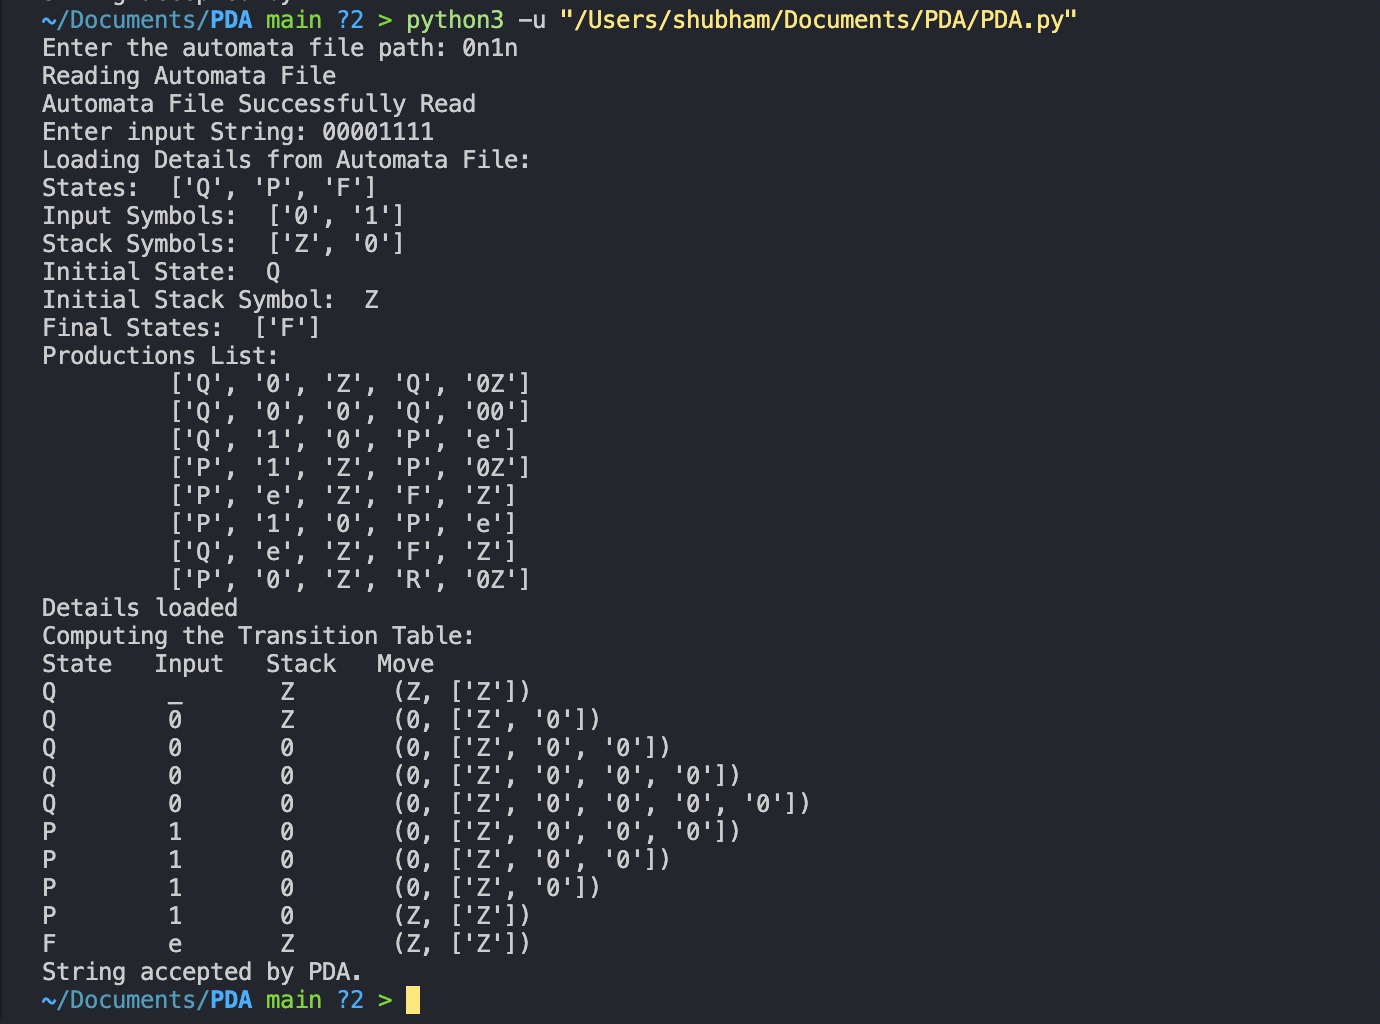 ~/Documents/PDA main ?2 > python3 -u "/Users/shubham/Documents/PDA/PDA.py"
Enter the automata file path: 0n1n
Reading Automata File
Automata File Successfully Read
Enter input String: 00001111
Loading Details from Automata File:
States:  ['Q', 'P', 'F']
Input Symbols:  ['0', '1']
Stack Symbols:  ['Z', '0']
Initial State:  Q
Initial Stack Symbol:  Z
Final States:  ['F']
Productions List:
['Q', '0', 'Z', 'Q', '0Z']
['Q', '0', '0', 'Q', '00']
['Q', '1', '0', 'P', 'e']
['P', '1', 'Z', 'P', '0Z']
['P', 'e', 'Z', 'F', 'Z']
['P', '1', '0', 'P', 'e']
['Q', 'e', 'Z', 'F', 'Z']
['P', '0', 'Z', 'R', '0Z']
Details loaded
Computing the Transition Table:
State   Input   Stack   Move
Q        _       Z       (Z, ['Z'])
Q        0       Z       (0, ['Z', '0'])
Q        0       0       (0, ['Z', '0', '0'])
Q        0       0       (0, ['Z', '0', '0', '0'])
Q        0       0       (0, ['Z', '0', '0', '0', '0'])
P        1       0       (0, ['Z', '0', '0', '0'])
P        1       0       (0, ['Z', '0', '0'])
P        1       0       (0, ['Z', '0'])
P        1       0       (Z, ['Z'])
F        e       Z       (Z, ['Z'])
String accepted by PDA.
~/Documents/PDA main ?2 >